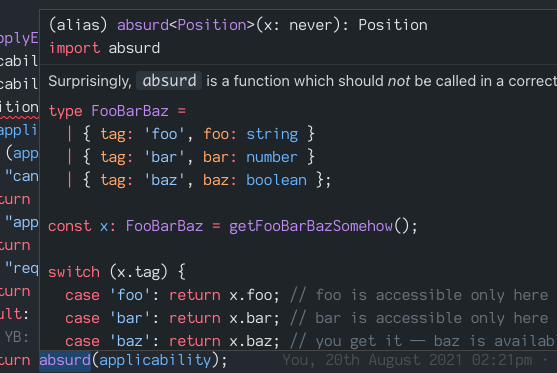 (alias) absurd<Position>(x: never): Position
import absurd
Surprisingly, absurd is a function which should not be called in a correct
type FooBarBaz =
| { tag: 'foo', foo: string }
| { tag: 'bar', bar: number }
| { tag: 'baz', baz: boolean };
const x: FooBarBaz = getFooBarBazSomehow();
switch (x.tag) {
case 'foo': return x.foo; // foo is accessible only here
case 'bar': return x.bar; // bar is accessible only here
case 'baz': return x.baz; // you get it — baz is availab
pplyE
cabil
cabil
ition
appli
(app
"can
turn
"app
turn
"req
turn
ult:
YB:
turn absurd(applicability); You, 20th August 2021 02:21pm ·